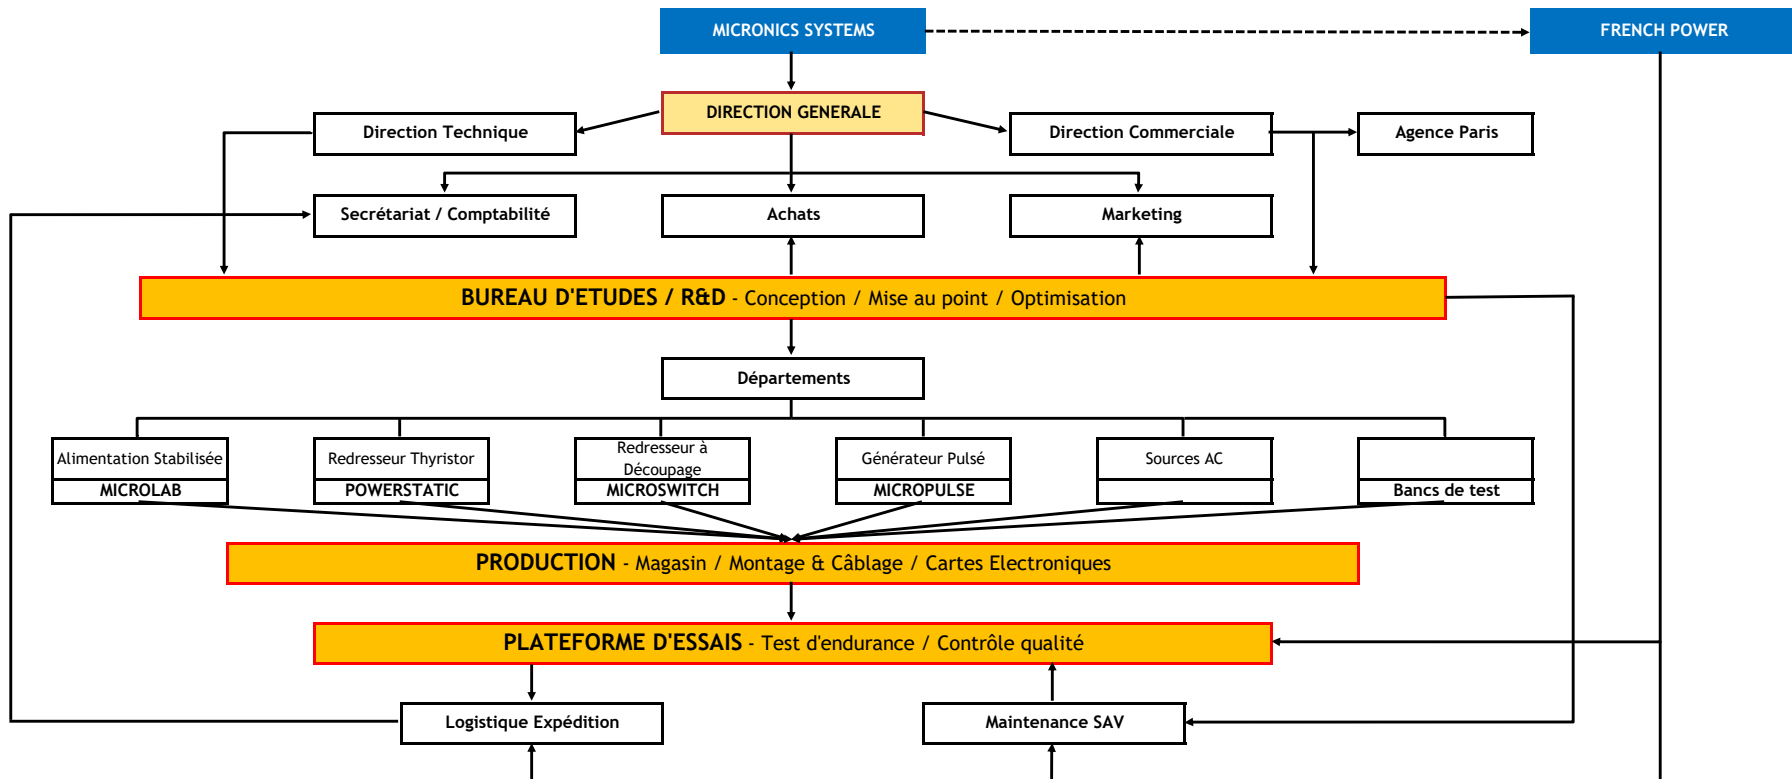 MICRONICS SYSTEMS
FRENCH POWER
DIRECTION GENERALE
Direction Technique
Direction Commerciale
Agence Paris
Secrétariat / Comptabilité
Achats
Marketing
BUREAU D'ETUDES / R&D - Conception / Mise au point / Optimisation
Départements
Alimentation Stabilisée
MICROLAB
Redresseur Thyristor
POWERSTATIC
Redresseur à
Découpage
MICROSWITCH
Générateur Pulsé
MICROPULSE
Sources AC
Bancs de test
PRODUCTION - Magasin / Montage & Câblage / Cartes Electroniques
PLATEFORME D'ESSAIS - Test d'endurance / Contrôle qualité
Logistique Expédition
Maintenance SAV